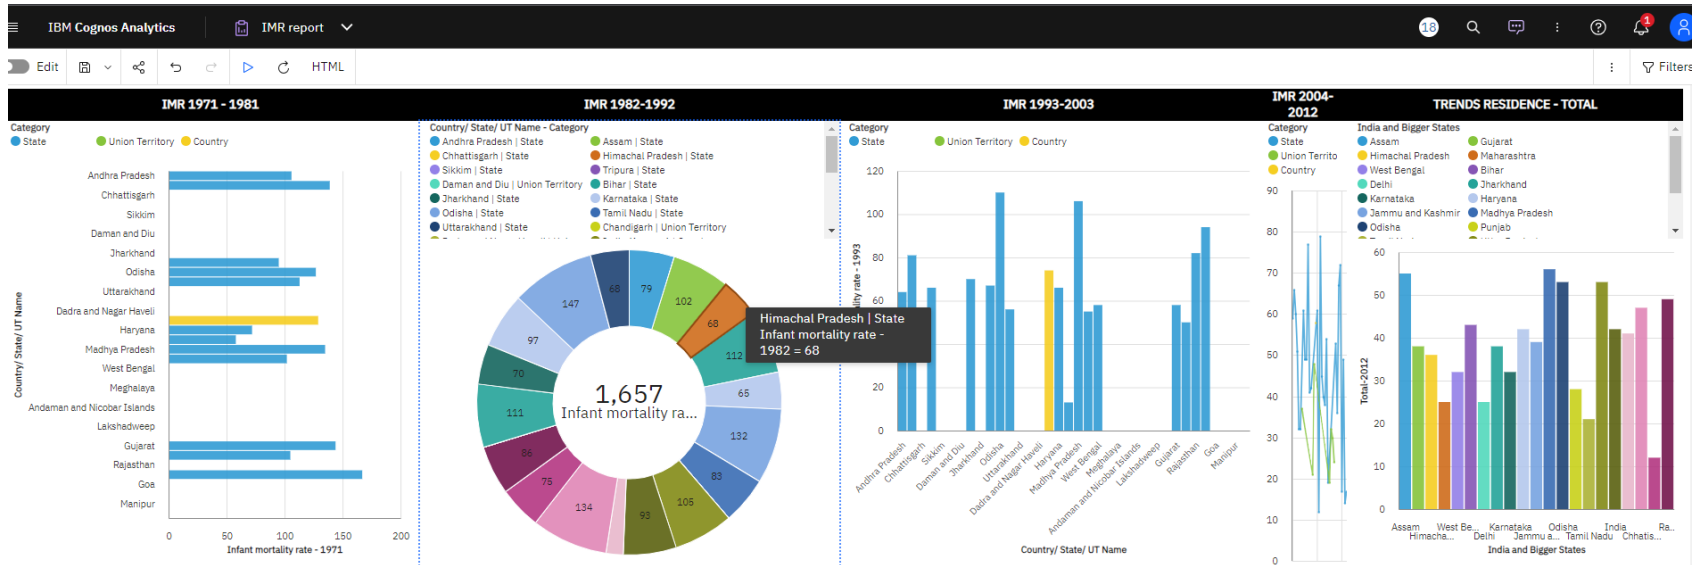 IBM Cognos Analytics
IMR report
18
1
Edit
HTML
Filters
IMR 1971 - 1981
Category
State
Union Territory
Country
Andhra Pradesh
Chhattisgarh
Sikkim
Daman and Diu
Jharkhand
Odisha
Uttarakhand
Dadra and Nagar Haveli
Haryana
Madhya Pradesh
West Bengal
Meghalaya
Andaman and Nicobar Islands
Lakshadweep
Gujarat
Rajasthan
Goa
Manipur
Country/ State/ UT Name
0 50 100 150 200
Infant mortality rate - 1971
IMR 1982-1992
Country/ State/ UT Name - Category
Andhra Pradesh | State
Assam | State
Chhattisgarh | State
Himachal Pradesh | State
Sikkim | State
Tripura | State
Daman and Diu | Union Territory
Bihar | State
Jharkhand | State
Karnataka | State
Odisha | State
Tamil Nadu | State
Uttarakhand | State
Chandigarh | Union Territory
79
102
68
112
65
132
83
105
93
134
75
86
111
70
97
147
68
1,657
Infant mortality ra...
Himachal Pradesh | State
Infant mortality rate -
1982 = 68
IMR 1993-2003
Category
State
Union Territory
Country
120
100
80
60
20
0
ality rate - 1993
Andhra Pradesh
Chhattisgarh
Sikkim
Daman and Diu
Jharkhand
Odisha
Uttarakhand
Dadra and Nagar Haveli
Haryana
Madhya Pradesh
West Bengal
Meghalaya
Andaman and Nicobar Islands
Lakshadweep
Gujarat
Rajasthan
Goa
Manipur
Country/ State/ UT Name
IMR 2004-
2012
Category
State
Union Territo
Country
90
80
70
60
50
40
30
20
10
0
TRENDS RESIDENCE - TOTAL
India and Bigger States
Assam
Gujarat
Himachal Pradesh
Maharashtra
West Bengal
Bihar
Delhi
Jharkhand
Karnataka
Haryana
Jammu and Kashmir
Madhya Pradesh
Odisha
Punjab
60
50
40
30
20
10
0
Total-2012
Assam
Himacha...
West Be...
Delhi
Karnataka
Jammu a...
Odisha
Tamil Nadu
India
Chhatis...
Ra..
India and Bigger States